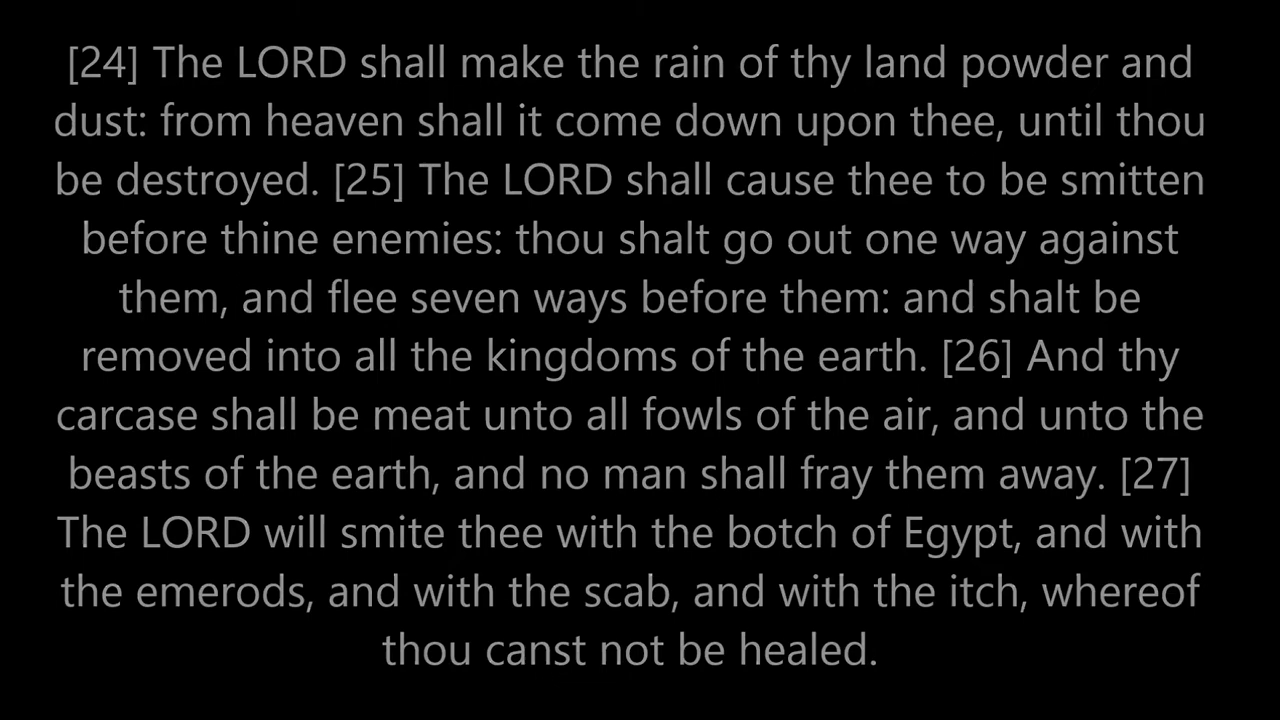 [24] The LORD shall make the rain of thy land powder and
dust: from heaven shall it come down upon thee, until thou
be destroyed. [25] The LORD shall cause thee to be smitten
before thine enemies: thou shalt go out one way against
them, and flee seven ways before them: and shalt be
removed into all the kingdoms of the earth. [26] And thy
carcase shall be meat unto all fowls of the air, and unto the
beasts of the earth, and no man shall fray them away. [27]
The LORD will smite thee with the botch of Egypt, and with
the emerods, and with the scab, and with the itch, whereof
thou canst not be healed.